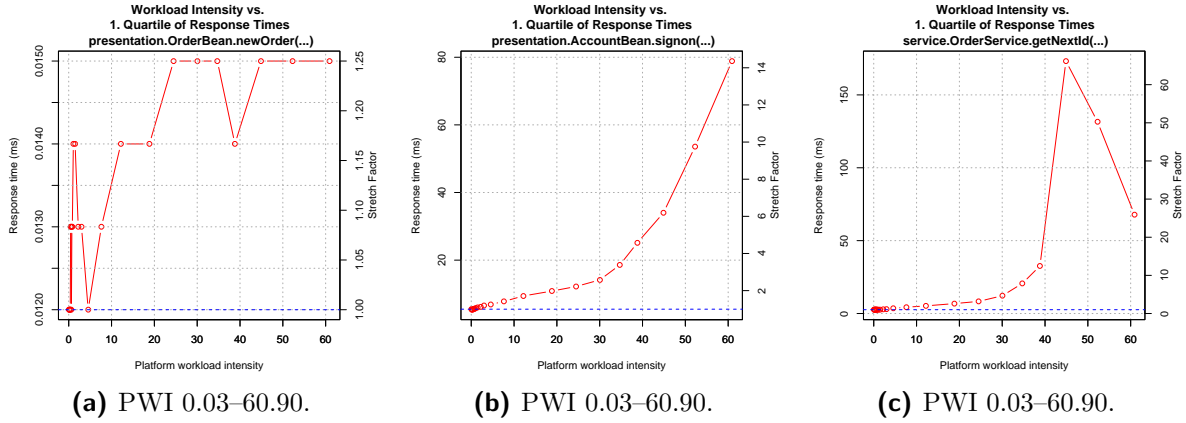 Workload Intensity vs.
1. Quartile of Response Times
presentation.OrderBean.newOrder(...)
0.0150
0.0140
0.0130
0.0120
Response time (ms)
1.25
1.20
1.15
1.10
1.05
1.00
Stretch Factor
0 10 20 30 40 50 60
Platform workload intensity
(a) PWI 0.03–60.90.
Workload Intensity vs.
1. Quartile of Response Times
presentation.AccountBean.signon(...)
80
60
40
20
Response time (ms)
14
12
10
8
6
4
2
Stretch Factor
0 10 20 30 40 50 60
Platform workload intensity
(b) PWI 0.03–60.90.
Workload Intensity vs.
1. Quartile of Response Times
service.OrderService.getNextId(...)
150
100
50
0
Response time (ms)
60
50
40
30
20
10
0
Stretch Factor
0 10 20 30 40 50 60
Platform workload intensity
(c) PWI 0.03–60.90.